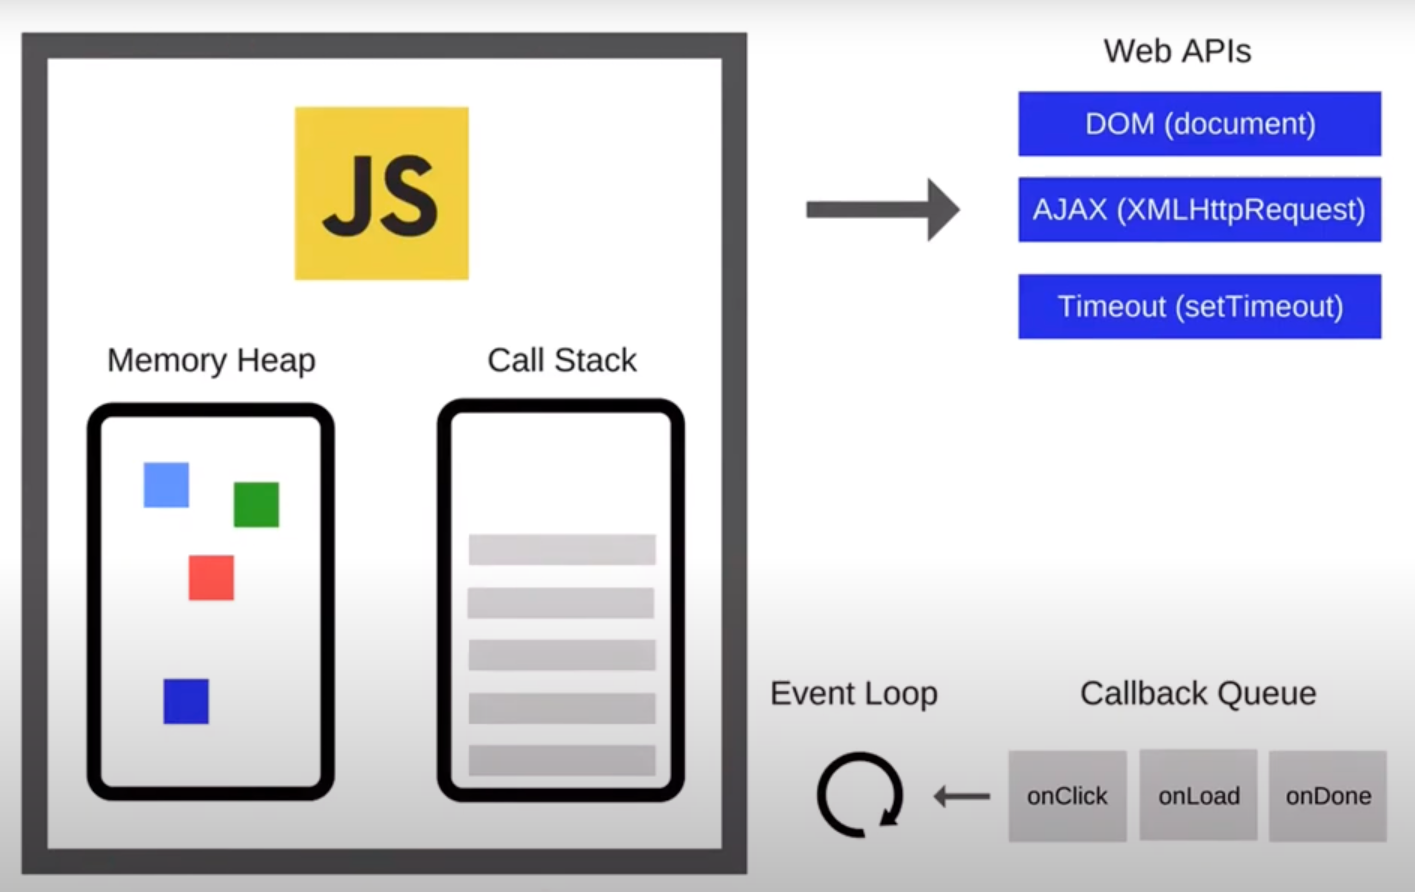 JS
Memory Heap
Call Stack
Web APIs
DOM (document)
AJAX (XMLHttpRequest)
Timeout (setTimeout)
Event Loop
Callback Queue
onClick
onLoad
onDone